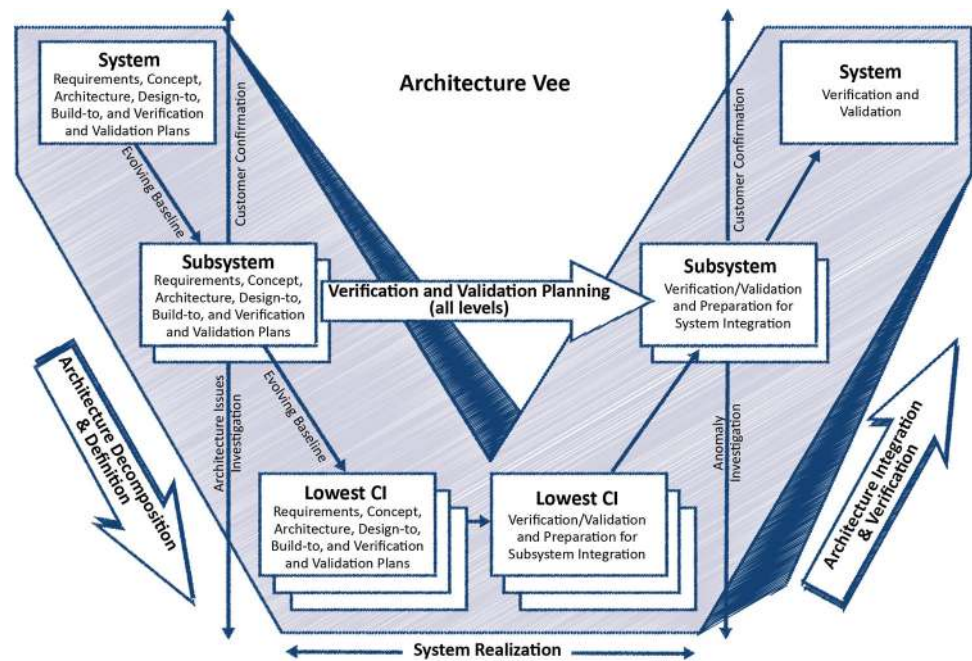 Architecture Vee
System
Requirements, Concept,
Architecture, Design-to,
Build-to, and Verification
and Validation Plans
Evolving Baseline
Customer Confirmation
Subsystem
Requirements, Concept,
Architecture, Design-to,
Build-to, and Verification
and Validation Plans
Architecture Issues
Investigation
Evolving Baseline
Verification and Validation Planning
(all levels)
Architecture Decomposition
& Definition
Lowest CI
Requirements, Concept,
Architecture, Design-to,
Build-to, and Verification
and Validation Plans
Lowest CI
Verification/Validation
and Preparation for
Subsystem Integration
Subsystem
Verification/Validation
and Preparation for
System Integration
Customer Confirmation
Anomaly
Investigation
System
Verification and
Validation
Architecture Integration
& Verification
System Realization